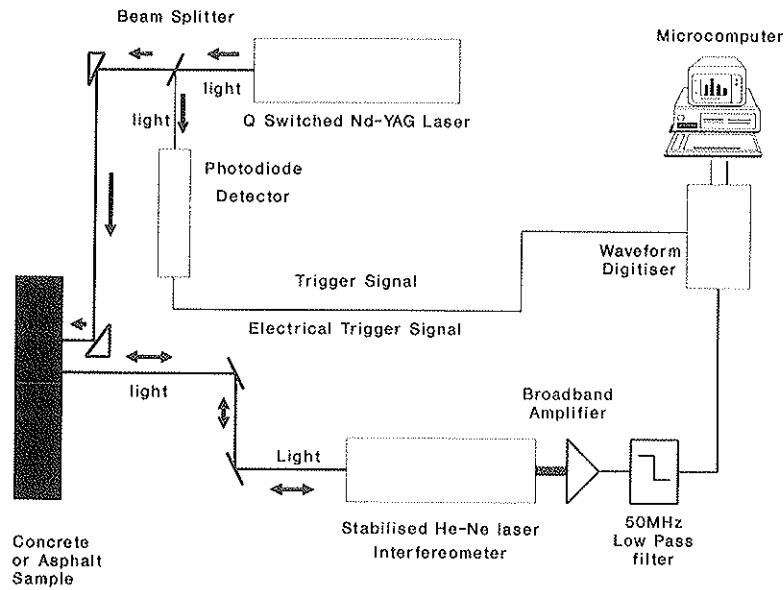 Beam Splitter
Microcomputer
light
light
Q Switched Nd-YAG Laser
Photodiode
Detector
Waveform
Digitiser
Trigger Signal
Electrical Trigger Signal
light
Broadband
Amplifier
Light
Stabilised He-Ne laser
Interfereometer
50MHz
Low Pass
filter
Concrete
or Asphalt
Sample